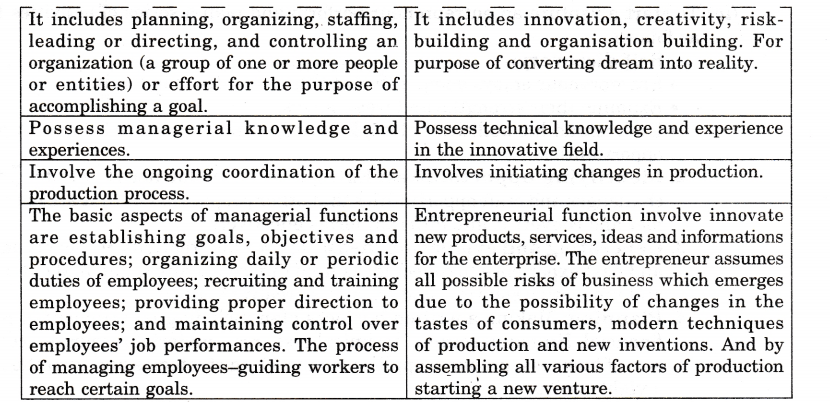 It includes planning, organizing, staffing,
leading or directing, and controlling an
organization (a group of one or more people
or entities) or effort for the purpose of
accomplishing a goal.
It includes innovation, creativity, risk-
building and organisation building. For
purpose of converting dream into reality.
Possess managerial knowledge and
experiences.
Possess technical knowledge and experience
in the innovative field.
Involve the ongoing coordination of the
production process.
Involves initiating changes in production.
The basic aspects of managerial functions
are establishing goals, objectives and
procedures; organizing daily or periodic
duties of employees; recruiting and training
employees; providing proper direction to
employees; and maintaining control over
employees' job performances. The process
of managing employees–guiding workers to
reach certain goals.
Entrepreneurial function involve innovate
new products, services, ideas and informations
for the enterprise. The entrepreneur assumes
all possible risks of business which emerges
due to the possibility of changes in the
tastes of consumers, modern techniques
of production and new inventions. And by
assembling all various factors of production
starting a new venture.